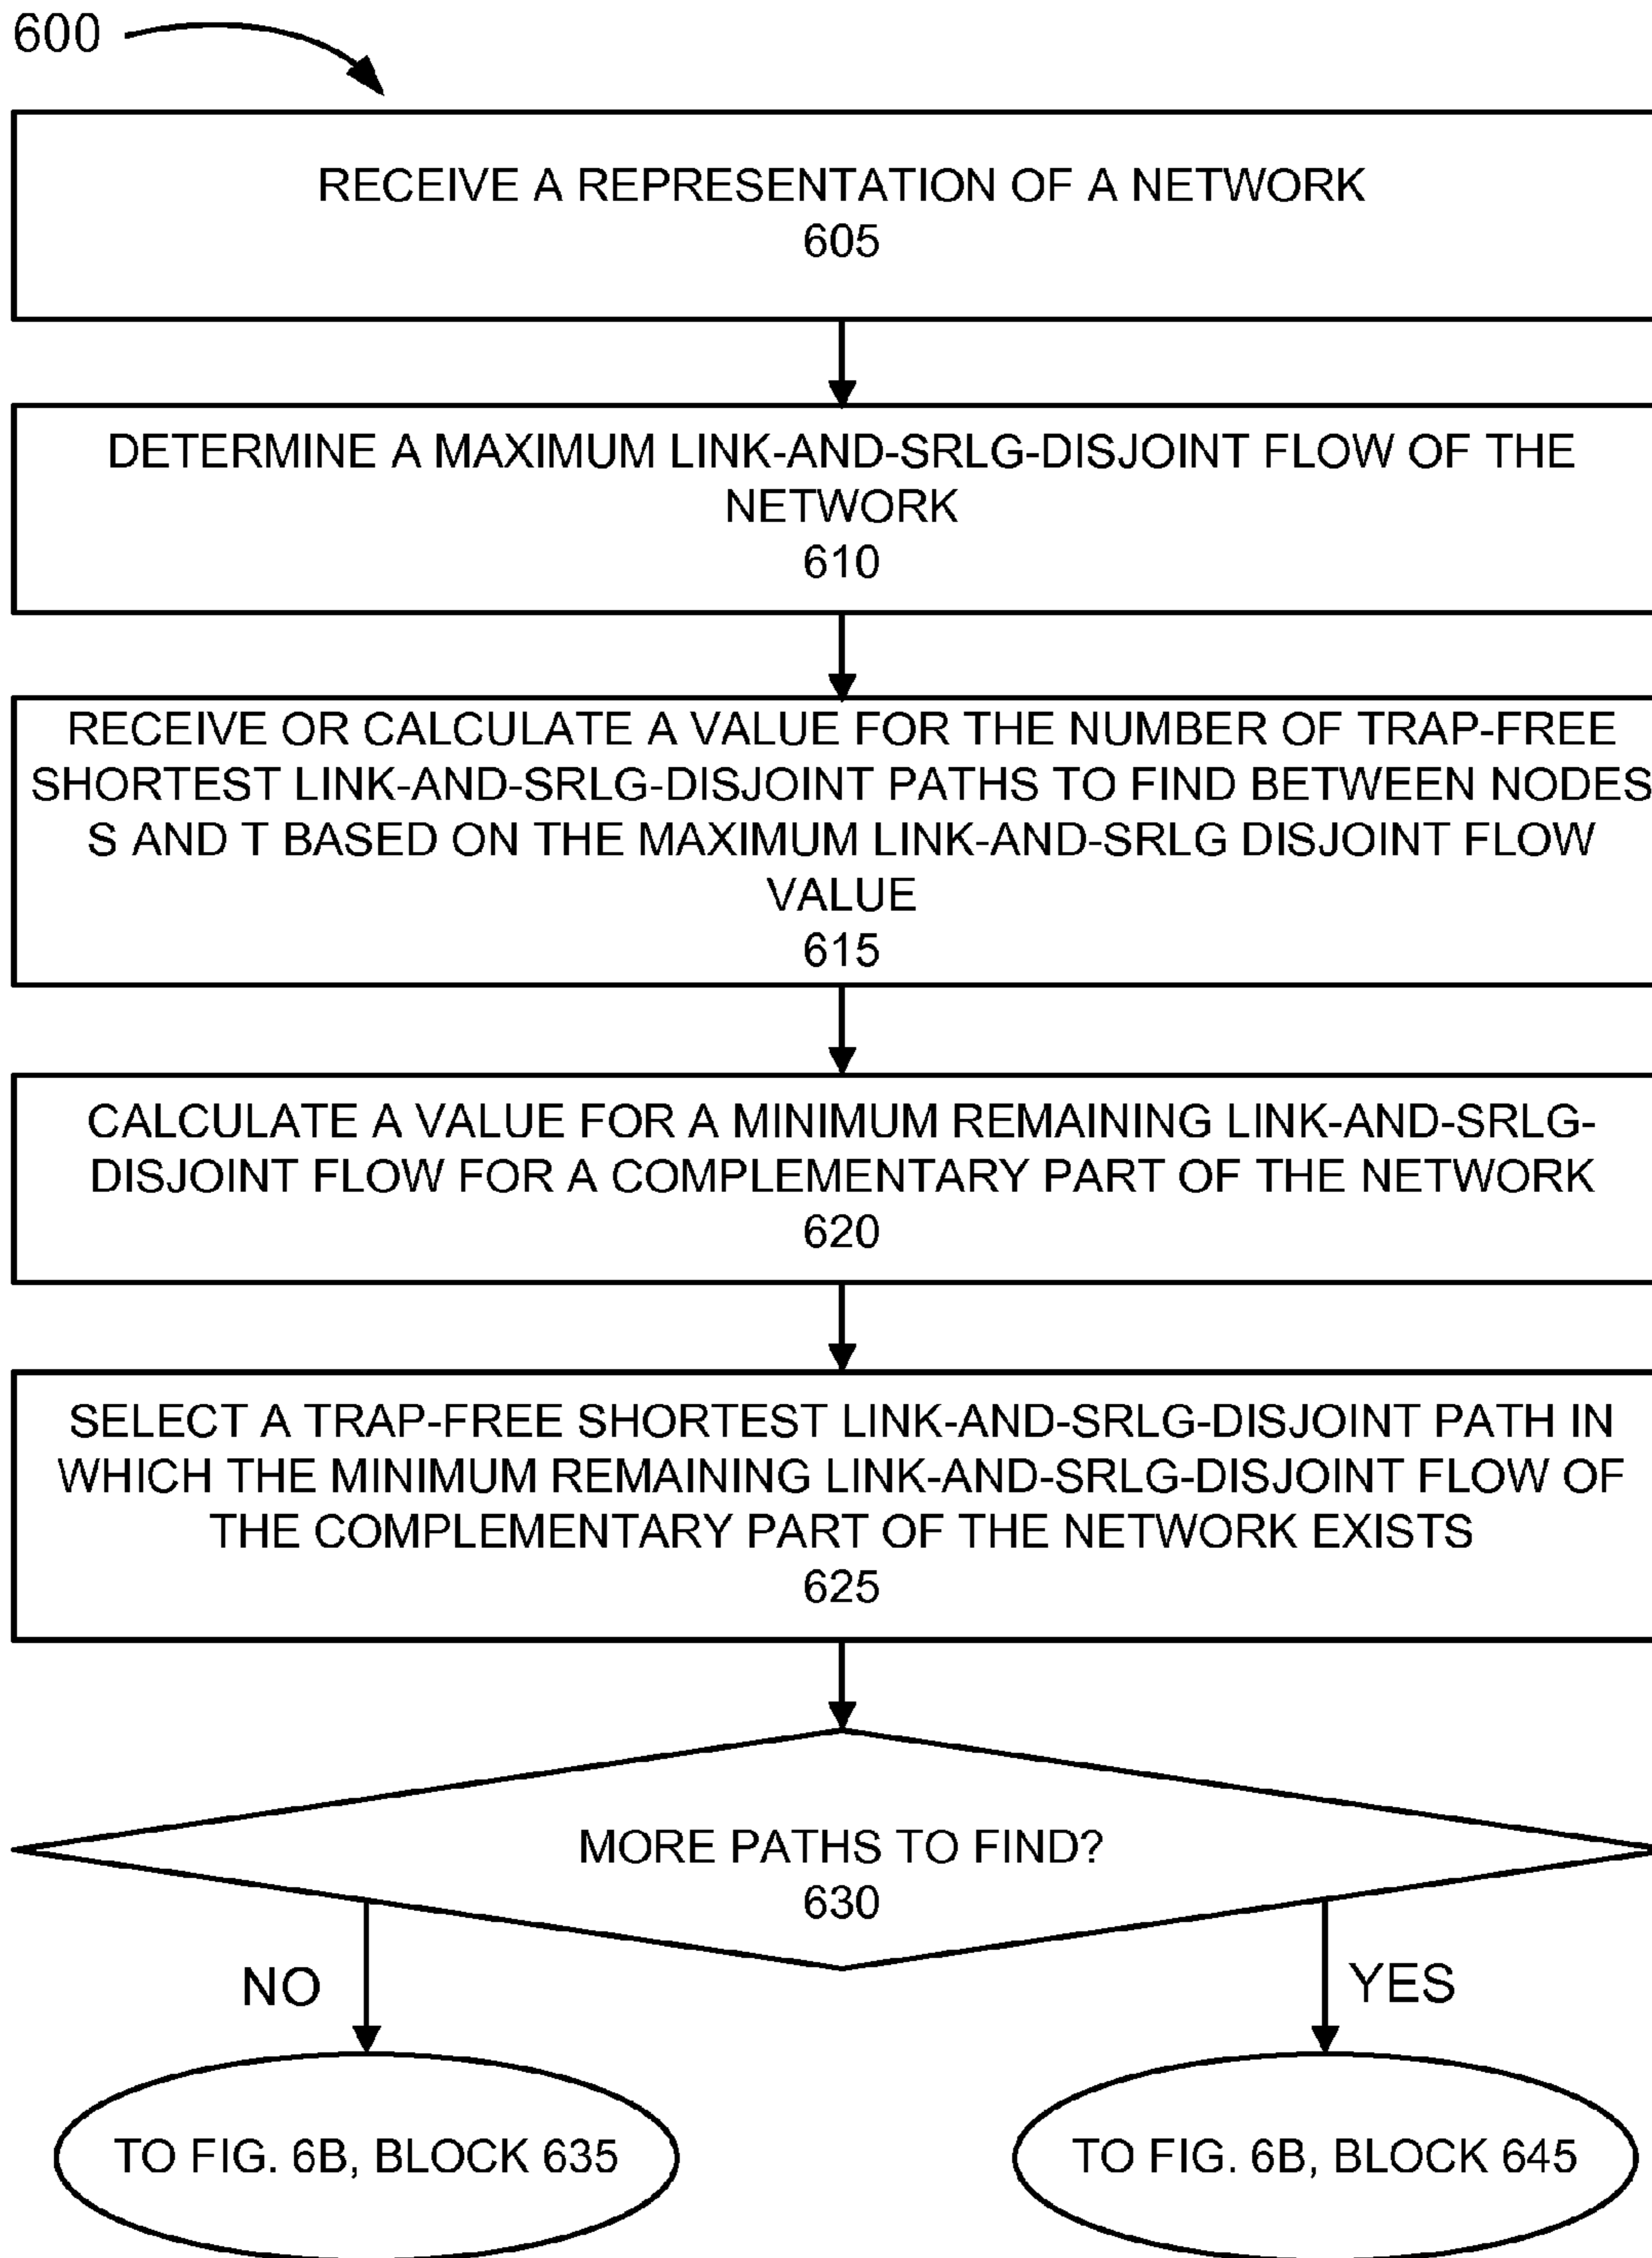 600
RECEIVE A REPRESENTATION OF A NETWORK
605
DETERMINE A MAXIMUM LINK-AND-SRLG-DISJOINT FLOW OF THE
NETWORK
610
RECEIVE OR CALCULATE A VALUE FOR THE NUMBER OF TRAP-FREE
SHORTEST LINK-AND-SRLG-DISJOINT PATHS TO FIND BETWEEN NODES
S AND T BASED ON THE MAXIMUM LINK-AND-SRLG DISJOINT FLOW
VALUE
615
CALCULATE A VALUE FOR A MINIMUM REMAINING LINK-AND-SRLG-
DISJOINT FLOW FOR A COMPLEMENTARY PART OF THE NETWORK
620
SELECT A TRAP-FREE SHORTEST LINK-AND-SRLG-DISJOINT PATH IN
WHICH THE MINIMUM REMAINING LINK-AND-SRLG-DISJOINT FLOW OF
THE COMPLEMENTARY PART OF THE NETWORK EXISTS
625
MORE PATHS TO FIND?
630
NO
YES
TO FIG. 6B, BLOCK 635
TO FIG. 6B, BLOCK 645